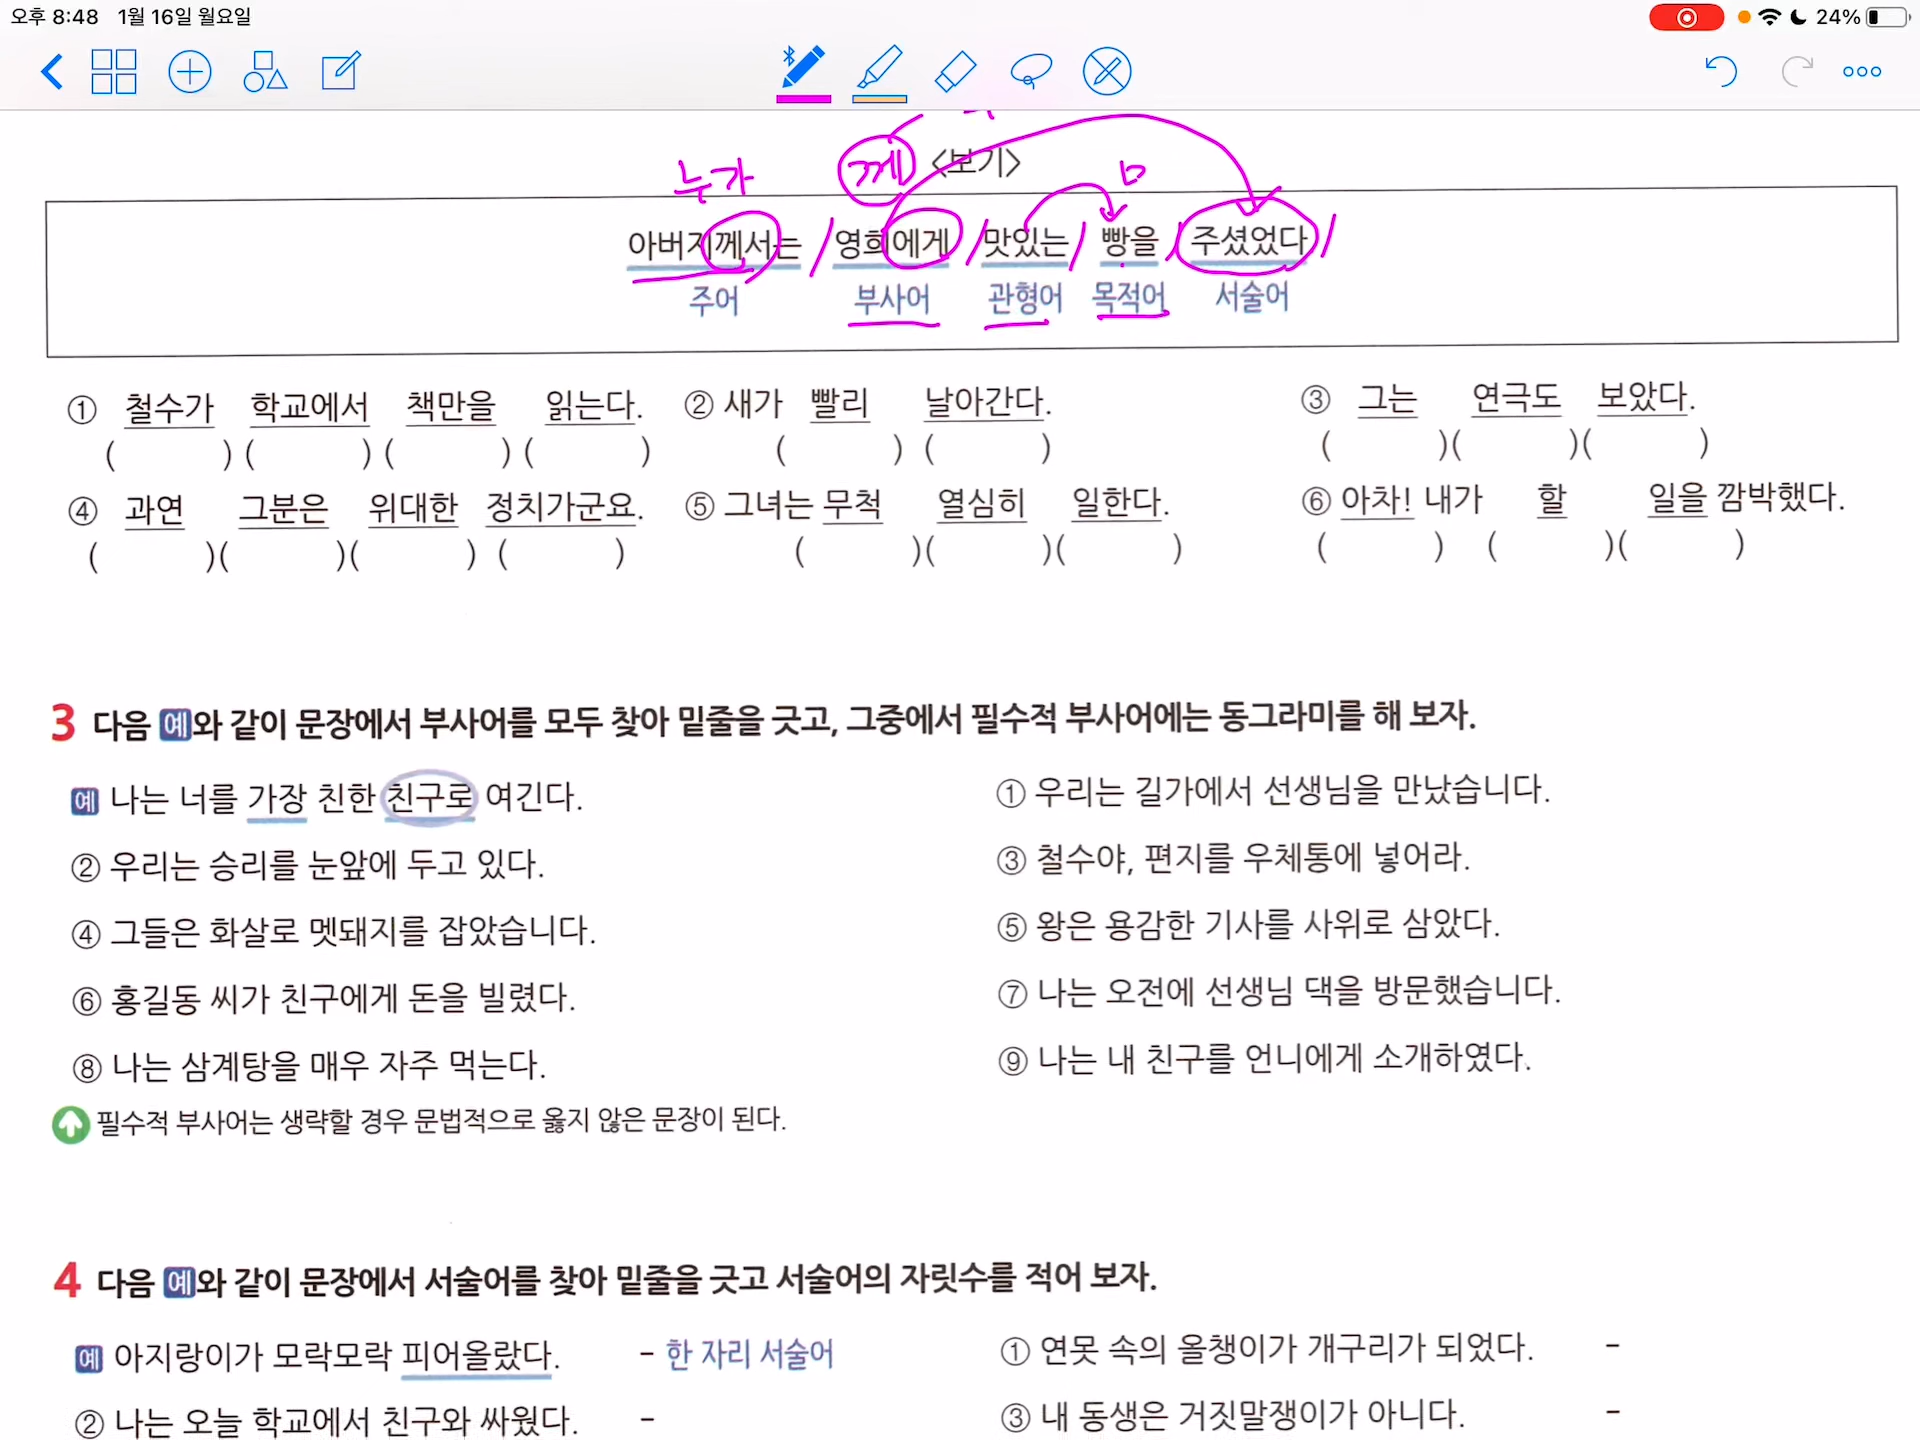 오후 8:48 1월 16일 월요일 24%
누가 께 <보기> ㅁ
아버지께서는 / 영희에게 / 맛있는 / 빵을 / 주셨었다 /
주어 부사어 관형어 목적어 서술어
① 철수가 학교에서 책만을 읽는다. ② 새가 빨리 날아간다. ③ 그는 연극도 보았다.
( )( )( )( ) ( )( ) ( )( )( )
④ 과연 그분은 위대한 정치가군요. ⑤ 그녀는 무척 열심히 일한다. ⑥ 아차! 내가 할 일을 깜박했다.
( )( )( )( ) ( )( )( ) ( )( )( )
3 다음 예와 같이 문장에서 부사어를 모두 찾아 밑줄을 긋고, 그중에서 필수적 부사어에는 동그라미를 해 보자.
예 나는 너를 가장 친한 친구로 여긴다. ① 우리는 길가에서 선생님을 만났습니다.
② 우리는 승리를 눈앞에 두고 있다. ③ 철수야, 편지를 우체통에 넣어라.
④ 그들은 화살로 멧돼지를 잡았습니다. ⑤ 왕은 용감한 기사를 사위로 삼았다.
⑥ 홍길동 씨가 친구에게 돈을 빌렸다. ⑦ 나는 오전에 선생님 댁을 방문했습니다.
⑧ 나는 삼계탕을 매우 자주 먹는다. ⑨ 나는 내 친구를 언니에게 소개하였다.
필수적 부사어는 생략할 경우 문법적으로 옳지 않은 문장이 된다.
4 다음 예와 같이 문장에서 서술어를 찾아 밑줄을 긋고 서술어의 자릿수를 적어 보자.
예 아지랑이가 모락모락 피어올랐다. - 한 자리 서술어 ① 연못 속의 올챙이가 개구리가 되었다. -
② 나는 오늘 학교에서 친구와 싸웠다. - ③ 내 동생은 거짓말쟁이가 아니다. -